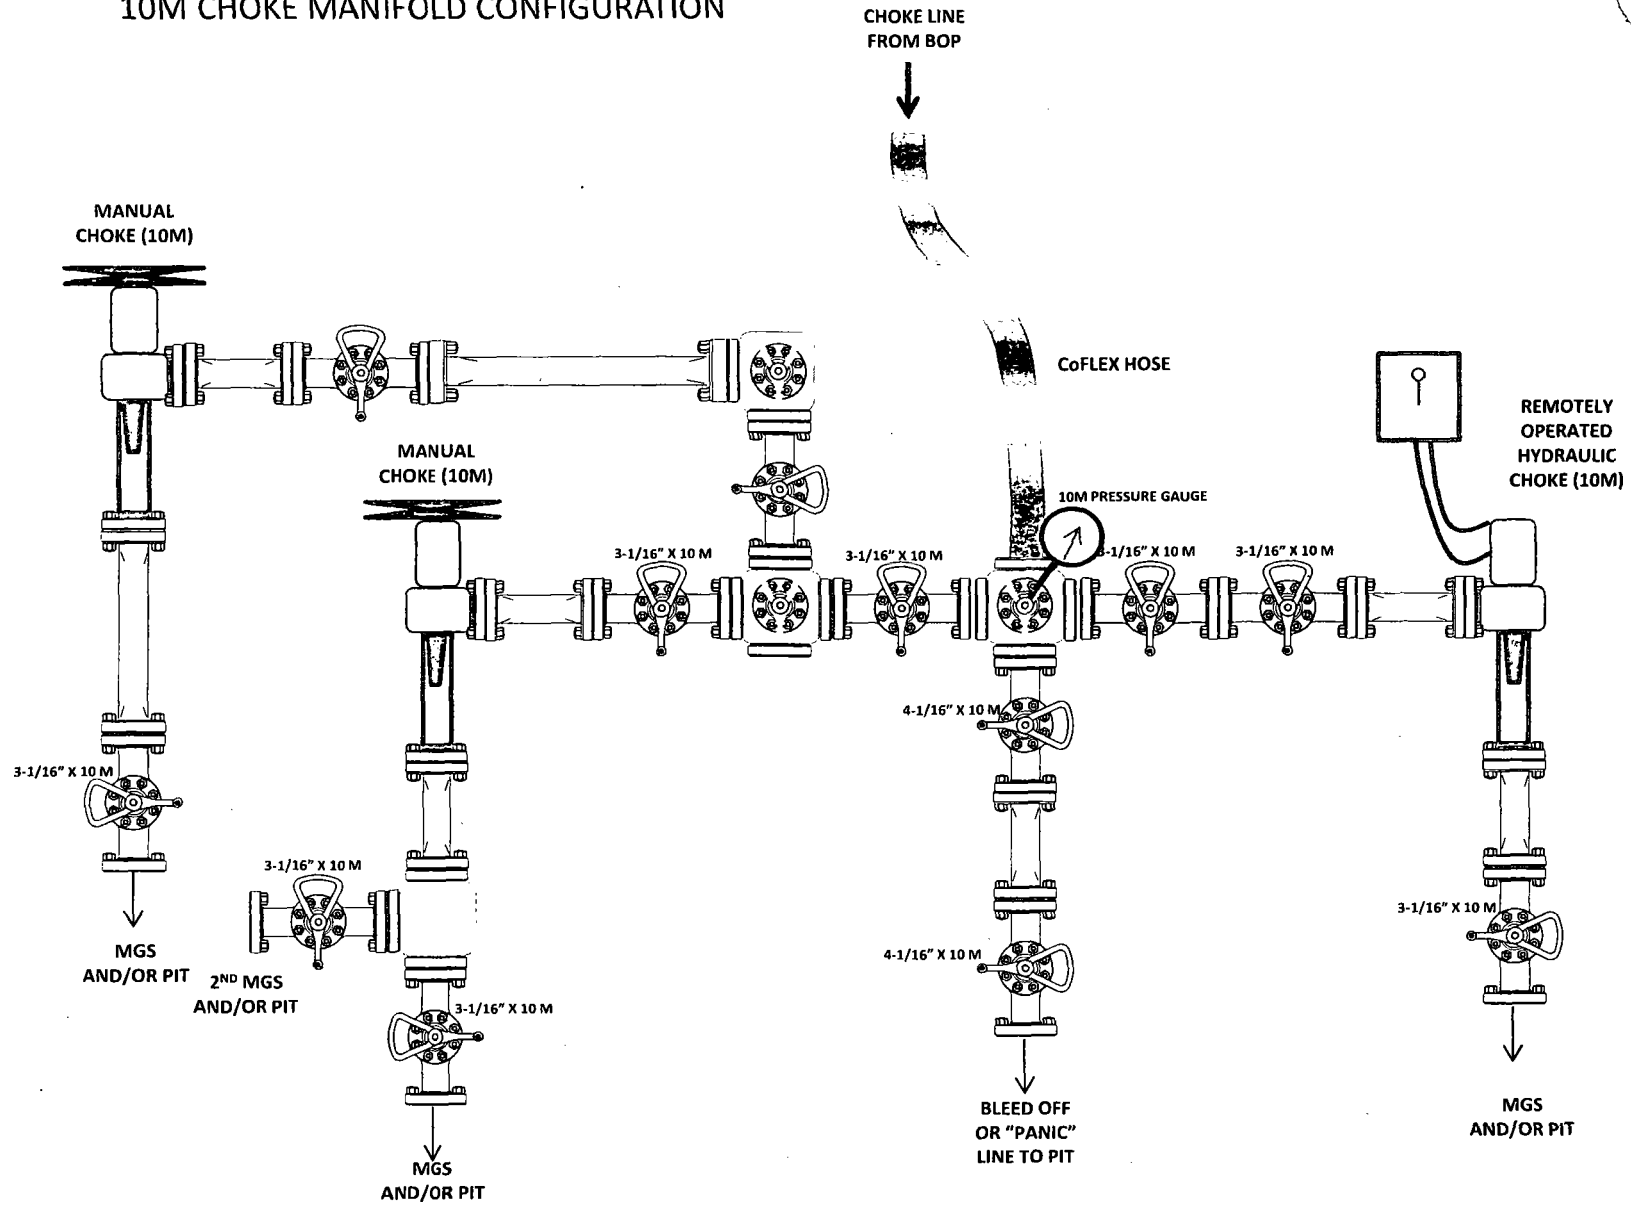 10M CHOKE MANIFOLD CONFIGURATION
CHOKE LINE
FROM BOP
MANUAL
CHOKE (10M)
CoFLEX HOSE
REMOTELY
OPERATED
HYDRAULIC
CHOKE (10M)
MANUAL
CHOKE (10M)
10M PRESSURE GAUGE
3-1/16" X 10 M
3-1/16" X 10 M
3-1/16" X 10 M
3-1/16" X 10 M
4-1/16" X 10 M
3-1/16" X 10 M
3-1/16" X 10 M
3-1/16" X 10 M
4-1/16" X 10 M
MGS
AND/OR PIT
2ND MGS
AND/OR PIT
3-1/16" X 10 M
BLEED OFF
OR "PANIC"
LINE TO PIT
MGS
AND/OR PIT
MGS
AND/OR PIT